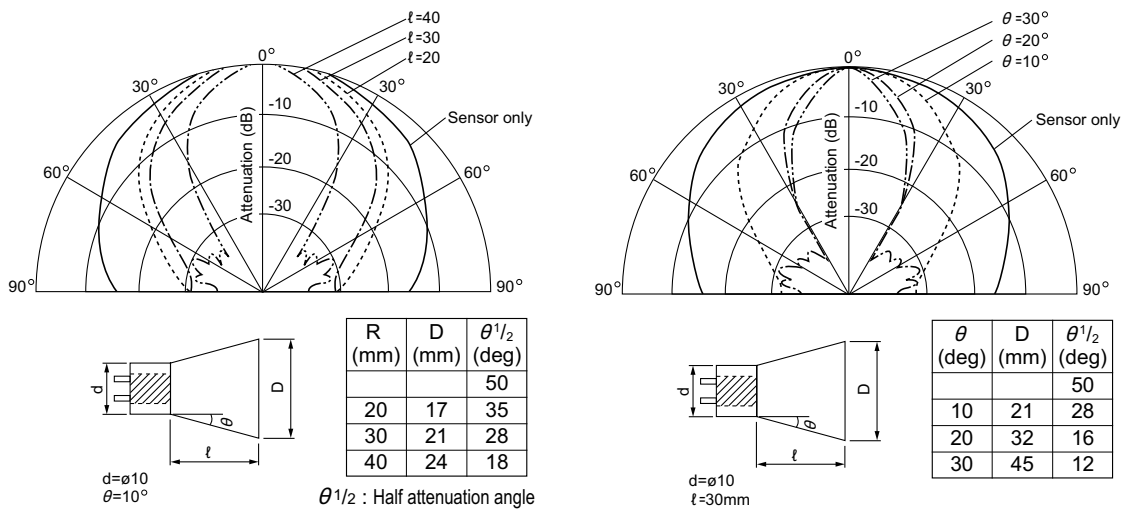 ℓ=40
ℓ=30
ℓ=20
0°
30°
30°
-10
Sensor only
Attenuation (dB)
-20
60°
60°
-30
90°
90°
θ=30°
θ=20°
θ=10°
0°
30°
30°
-10
Sensor only
Attenuation (dB)
-20
60°
60°
-30
90°
90°
d
D
θ
ℓ
d=ø10
θ=10°
R (mm) D (mm) θ1/2 (deg)
50
20 17 35
30 21 28
40 24 18
θ1/2 : Half attenuation angle
d
D
θ
ℓ
d=ø10
ℓ=30mm
θ (deg) D (mm) θ1/2 (deg)
50
10 21 28
20 32 16
30 45 12